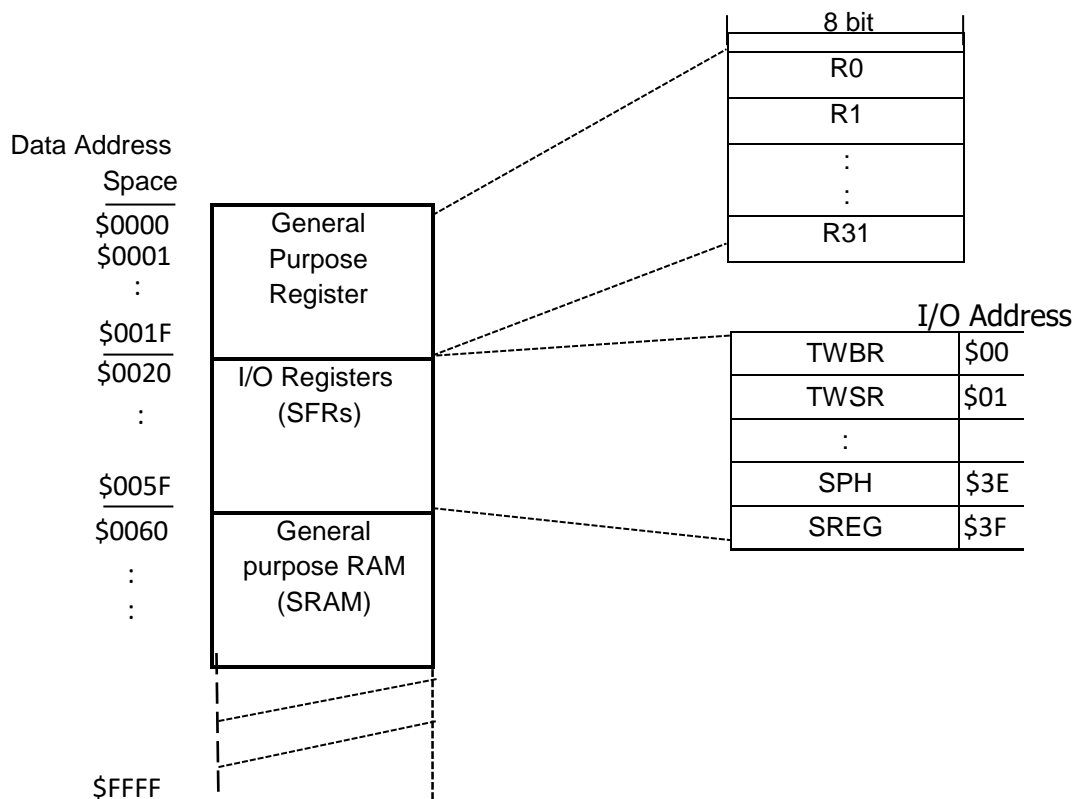 8 bit
R0
R1
:
:
R31
Data Address
Space
$0000
$0001
:
$001F
$0020
:
$005F
$0060
:
:
$FFFF
General
Purpose
Register
I/O Registers
(SFRs)
General
purpose RAM
(SRAM)
I/O Address
TWBR $00
TWSR $01
:
SPH $3E
SREG $3F